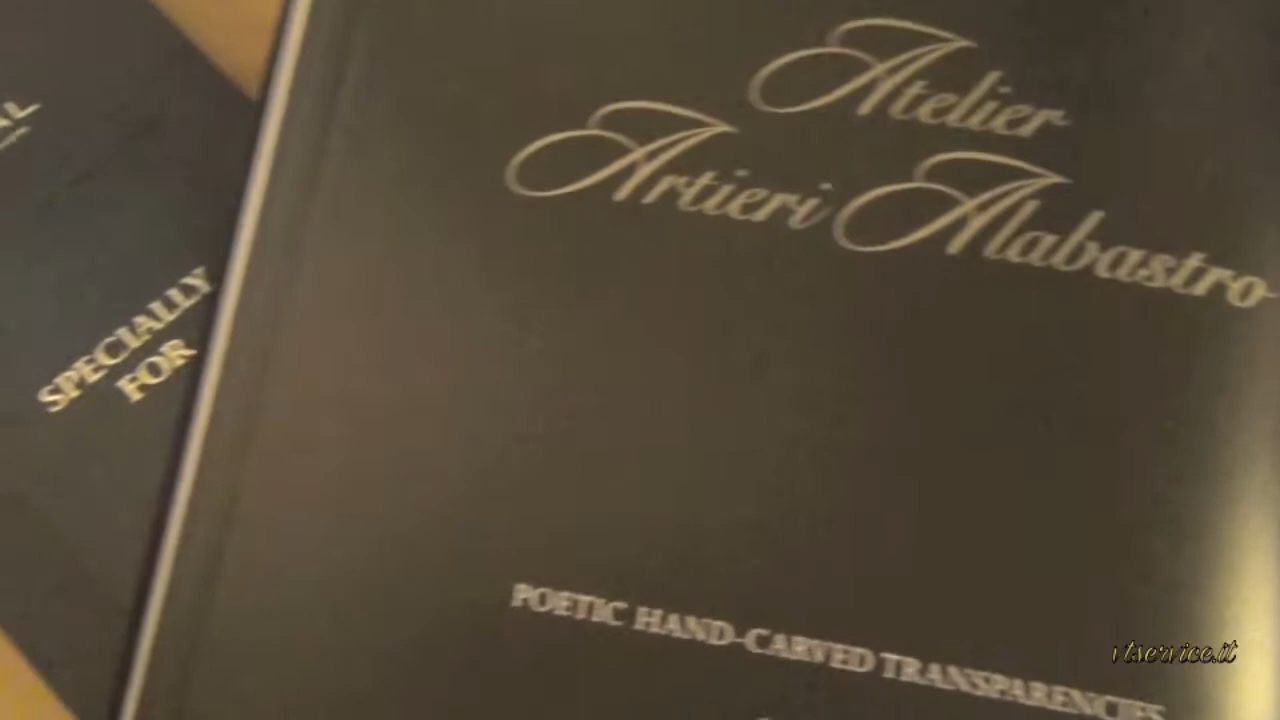 Atelier
Artieri Alabastro
POETIC HAND-CARVED TRANSPARENCIES
SPECIALLY
FOR
vtservice.it